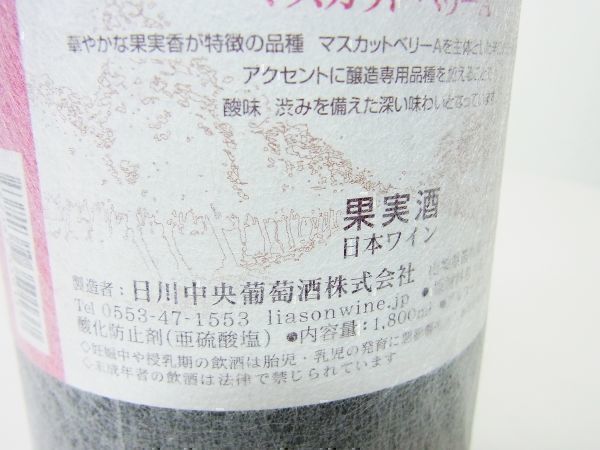 マスカット・ベリーA
華やかな果実香が特徴の品種 マスカットベリーAを主体とし
アクセントに醸造専用品種を加えることで
酸味 渋みを備えた深い味わいとなっています
果実酒
日本ワイン
製造者:日川中央葡萄酒株式会社
Tel 0553-47-1553 liasonwine.jp
酸化防止剤(亜硫酸塩) ●内容量:1,800ml
◇妊娠中や授乳期の飲酒は胎児・乳児の発育に悪影響
◇未成年者の飲酒は法律で禁じられています